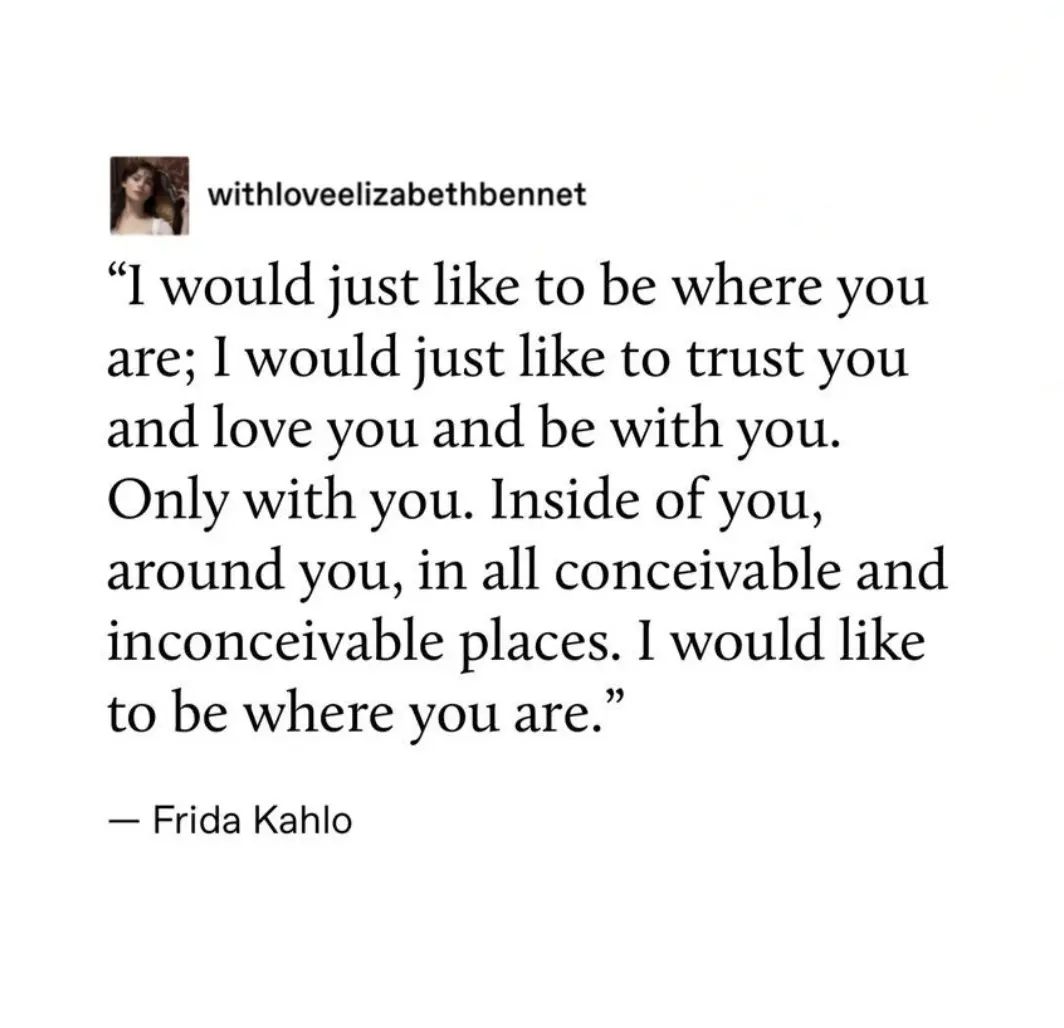 withloveelizabethbennet
“I would just like to be where you
are; I would just like to trust you
and love you and be with you.
Only with you. Inside of you,
around you, in all conceivable and
inconceivable places. I would like
to be where you are.”
— Frida Kahlo